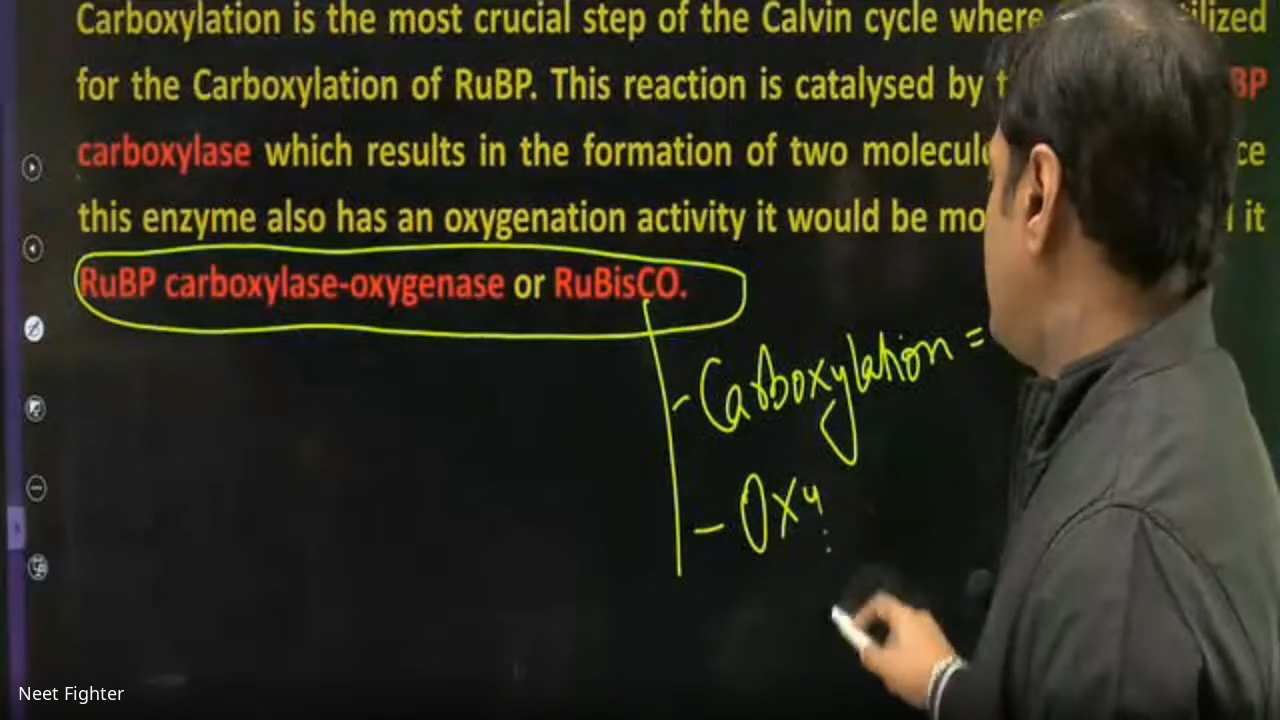 Carboxylation is the most crucial step of the Calvin cycle where
for the Carboxylation of RuBP. This reaction is catalysed by
carboxylase which results in the formation of two
this enzyme also has an oxygenation activity it would be it
RuBP carboxylase-oxygenase or RuBisCO.
- Carboxylation =
- Oxy
Neet Fighter